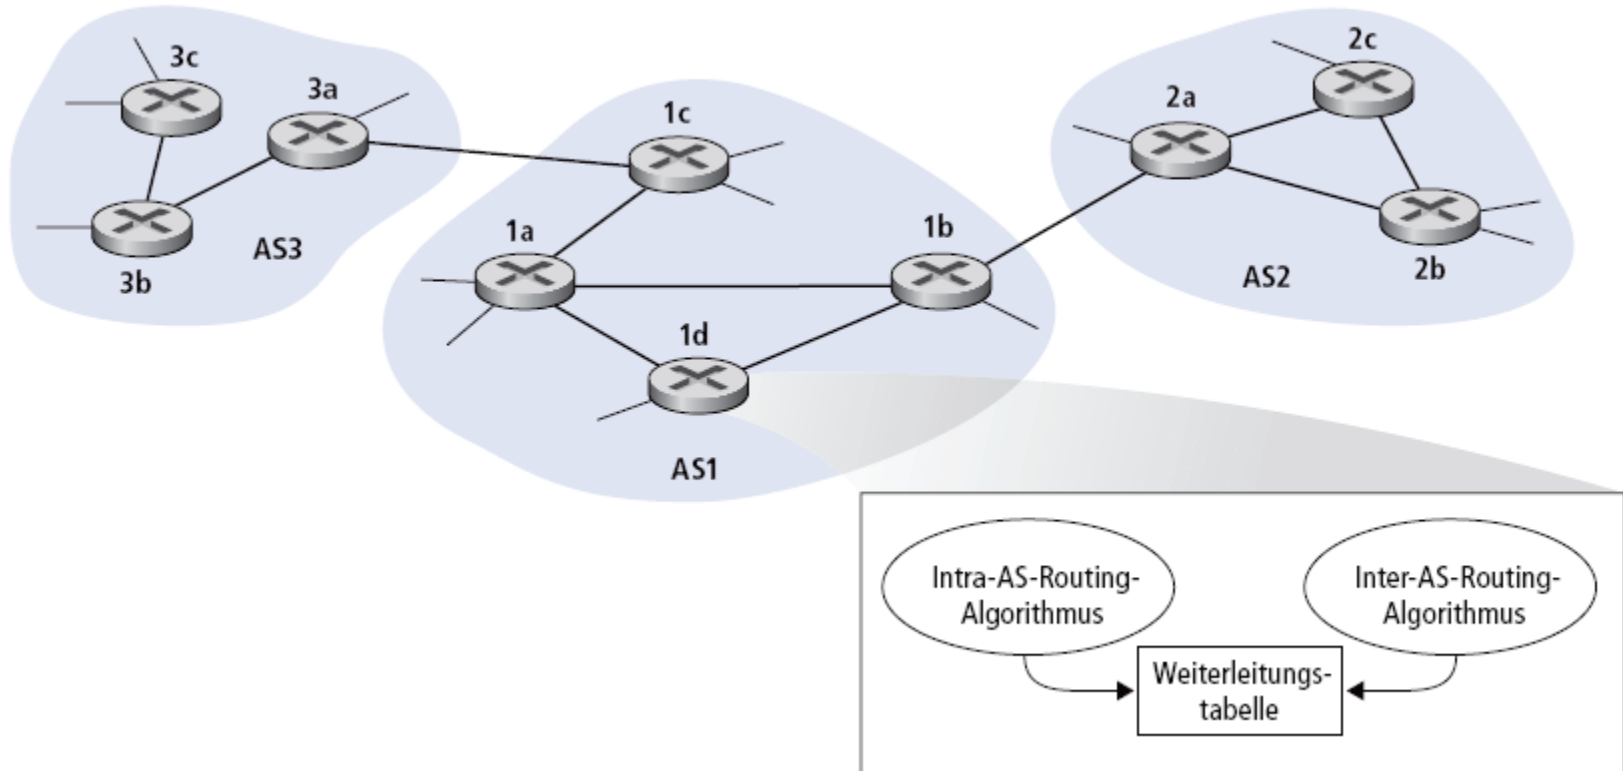 3c
3a
3b
AS3
1c
1a
1b
1d
AS1
2c
2a
2b
AS2
Intra-AS-Routing-
Algorithmus
Inter-AS-Routing-
Algorithmus
Weiterleitungs-
tabelle